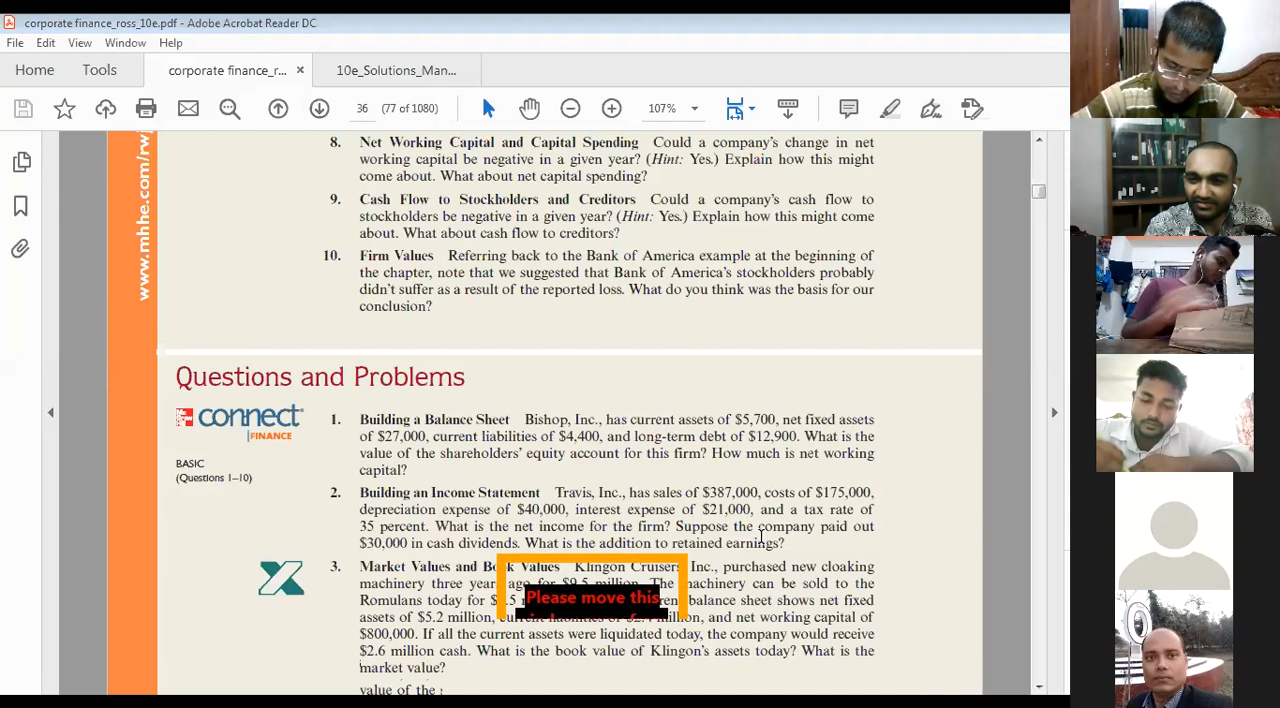 corporate finance_ross_10e.pdf - Adobe Acrobat Reader DC
File Edit View Window Help
Home Tools corporate finance_r... × 10e_Solutions_Man...
36 (77 of 1080) 107%
www.mhhe.com/rwj
8. Net Working Capital and Capital Spending Could a company's change in net
working capital be negative in a given year? (Hint: Yes.) Explain how this might
come about. What about net capital spending?
9. Cash Flow to Stockholders and Creditors Could a company's cash flow to
stockholders be negative in a given year? (Hint: Yes.) Explain how this might come
about. What about cash flow to creditors?
10. Firm Values Referring back to the Bank of America example at the beginning of
the chapter, note that we suggested that Bank of America's stockholders probably
didn't suffer as a result of the reported loss. What do you think was the basis for our
conclusion?
Questions and Problems
connect
FINANCE
BASIC
(Questions 1–10)
1. Building a Balance Sheet Bishop, Inc., has current assets of $5,700, net fixed assets
of $27,000, current liabilities of $4,400, and long-term debt of $12,900. What is the
value of the shareholders' equity account for this firm? How much is net working
capital?
2. Building an Income Statement Travis, Inc., has sales of $387,000, costs of $175,000,
depreciation expense of $40,000, interest expense of $21,000, and a tax rate of
35 percent. What is the net income for the firm? Suppose the company paid out
$30,000 in cash dividends. What is the addition to retained earnings?
3. Market Values and Book Values Klingon Cruisers, Inc., purchased new cloaking
machinery three years ago for $9.5 million. The machinery can be sold to the
Romulans today for Please move this balance sheet shows net fixed
assets of $5.2 million, and net working capital of
$800,000. If all the current assets were liquidated today, the company would receive
$2.6 million cash. What is the book value of Klingon's assets today? What is the
market value?
value of the